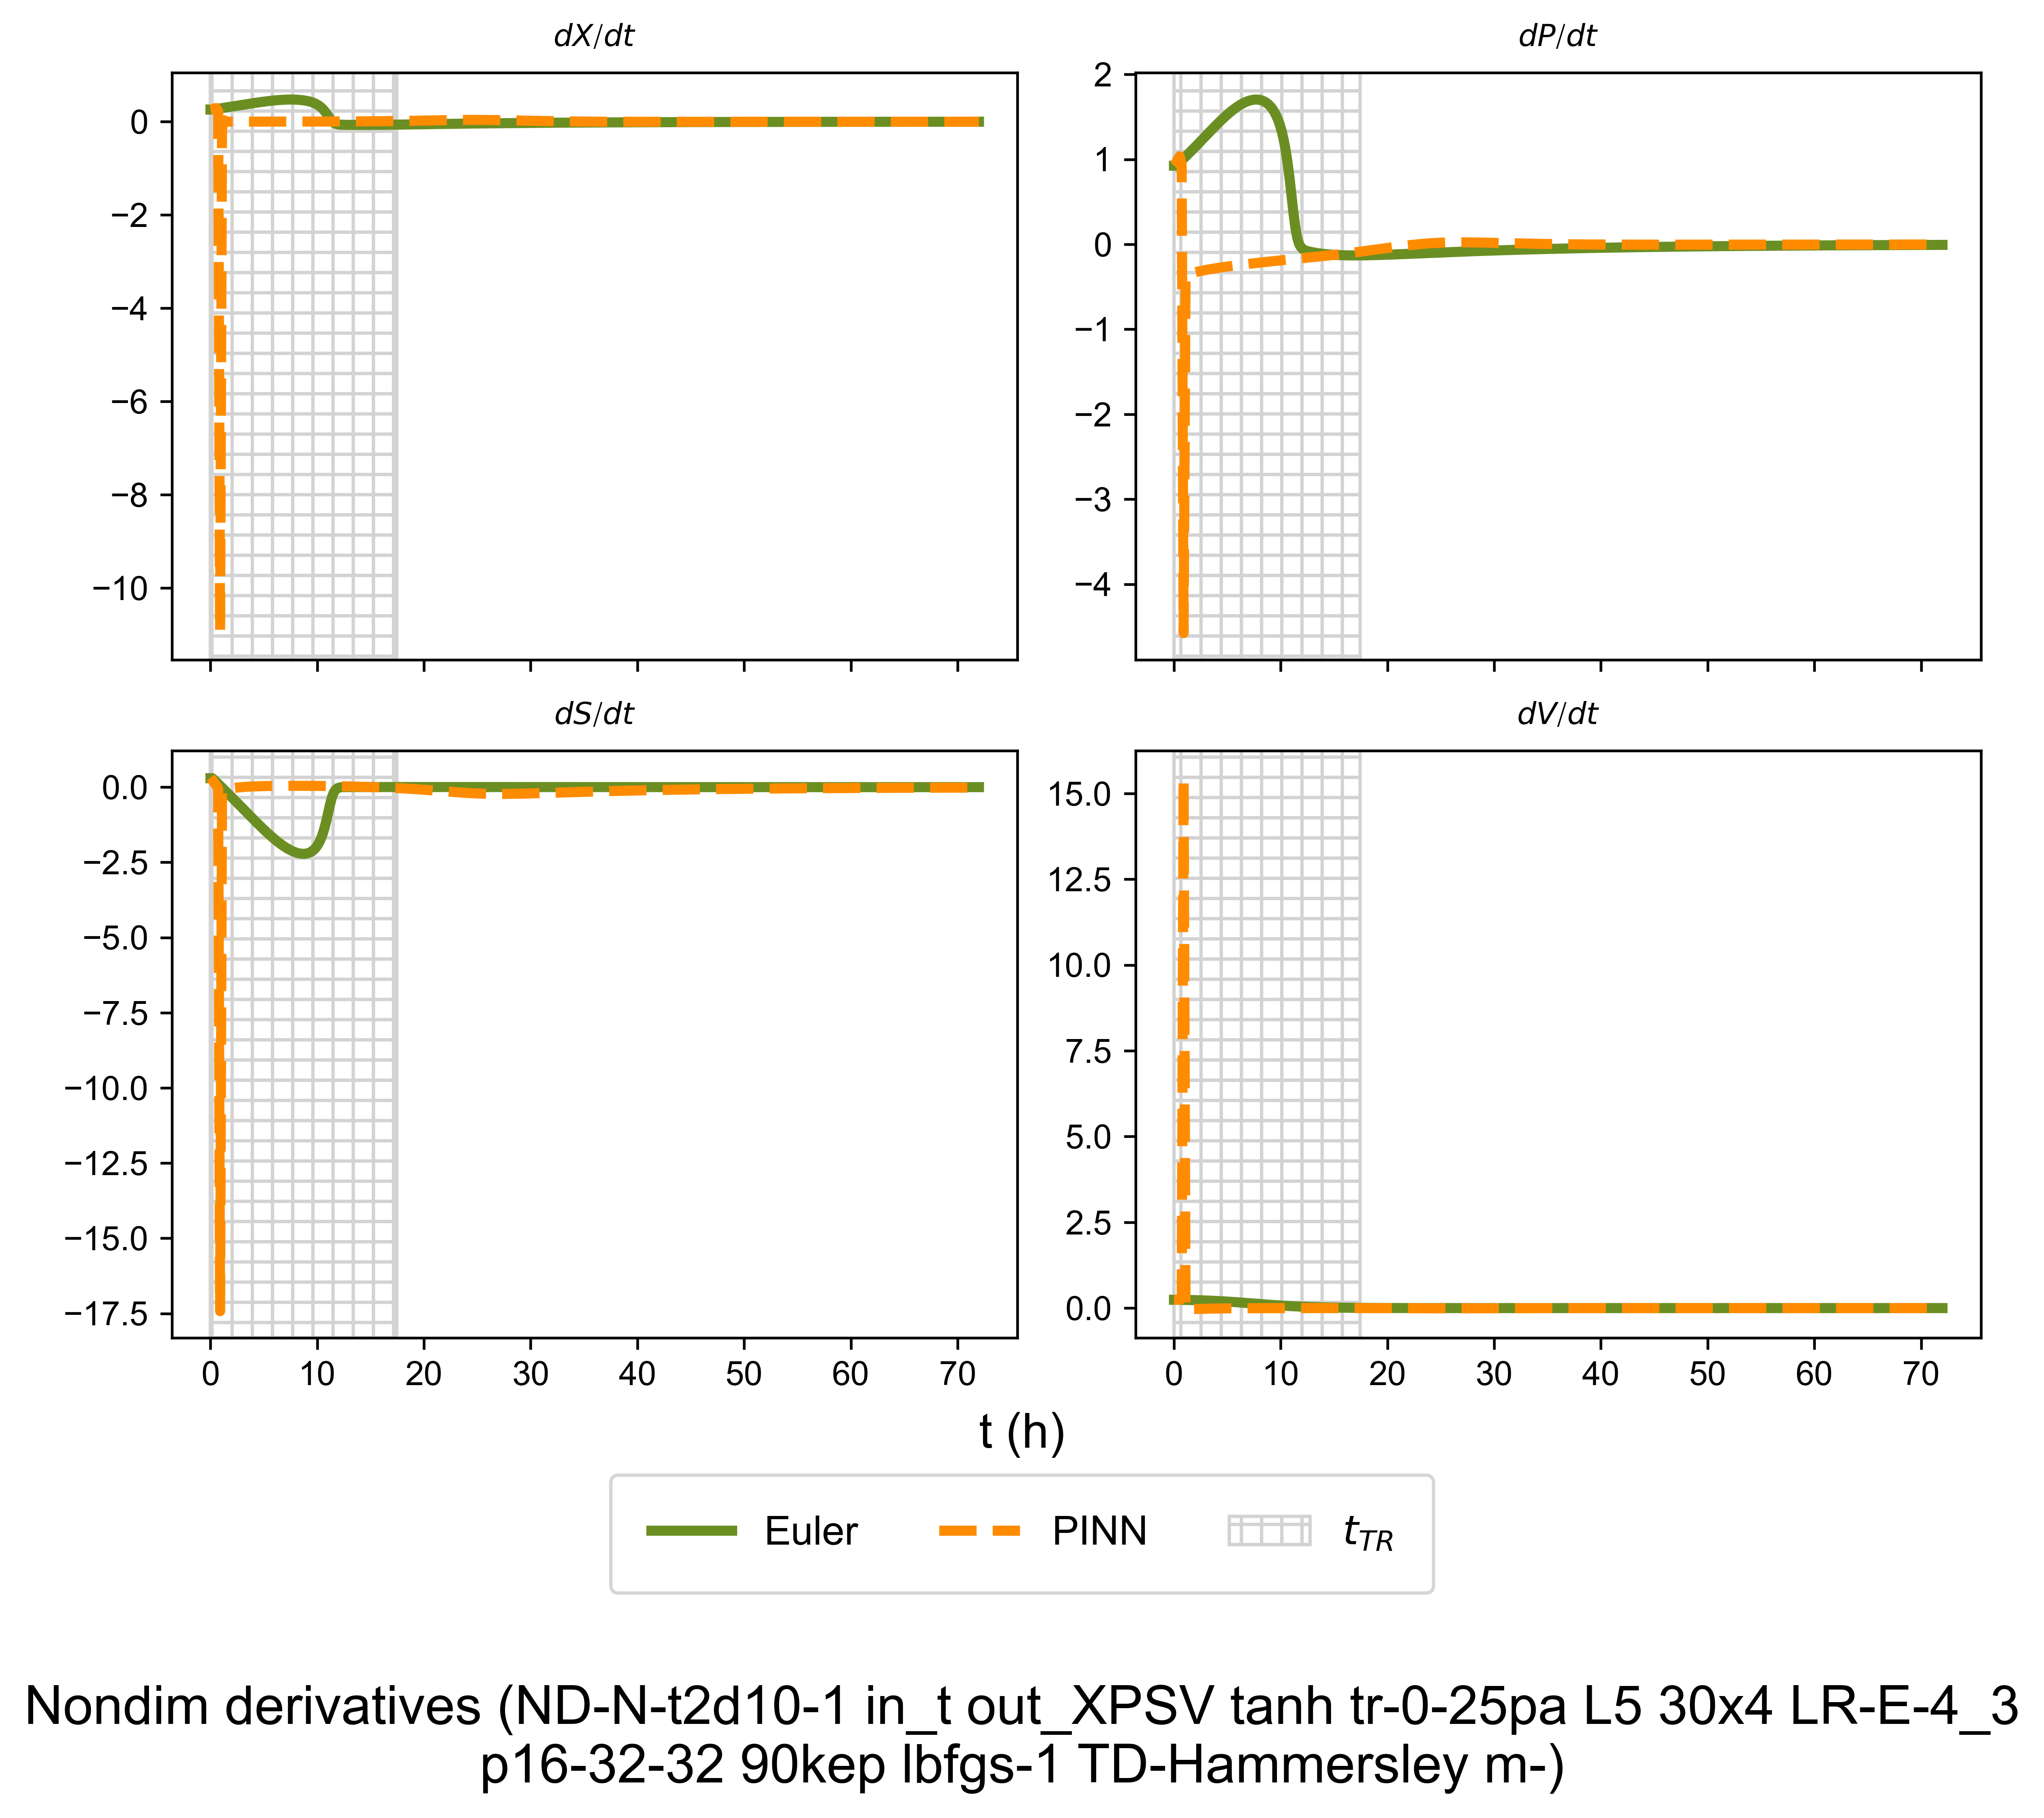 dX/dt
dP/dt
0
−2
−4
−6
−8
−10
2
1
0
−1
−2
−3
−4
dS/dt
dV/dt
0.0
−2.5
−5.0
−7.5
−10.0
−12.5
−15.0
−17.5
15.0
12.5
10.0
7.5
5.0
2.5
0.0
0 10 20 30 40 50 60 70
0 10 20 30 40 50 60 70
t (h)
Euler PINN t_TR
Nondim derivatives (ND-N-t2d10-1 in_t out_XPSV tanh tr-0-25pa L5 30x4 LR-E-4_3
p16-32-32 90kep lbfgs-1 TD-Hammersley m-)